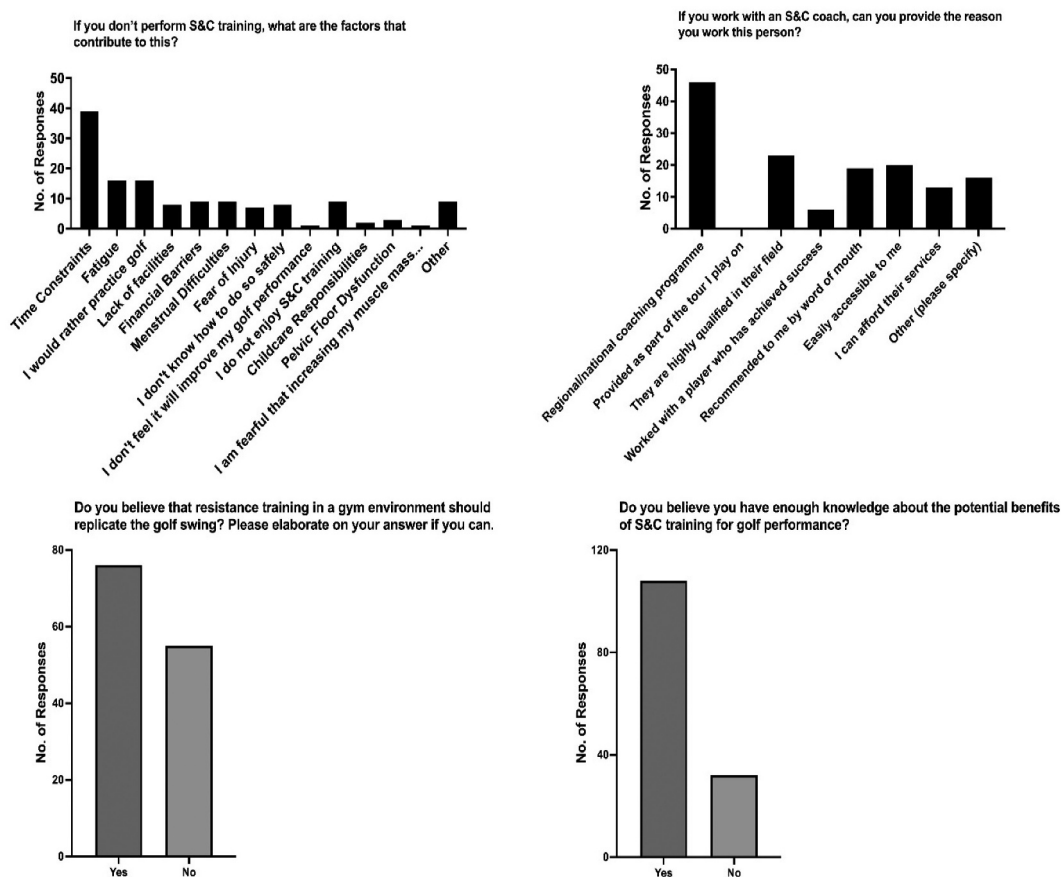 If you don't perform S&C training, what are the factors that
contribute to this?
No. of Responses
50
40
30
20
10
0
Time Constraints
Fatigue
I would rather practice golf
Lack of facilities
Financial Barriers
Menstrual Difficulties
Fear of Injury
I don't know how to do so safely
I don't feel it will improve my golf performance
I do not enjoy S&C training
Childcare Responsibilities
Pelvic Floor Dysfunction
I am fearful that increasing my muscle mass...
Other
If you work with an S&C coach, can you provide the reason
you work this person?
No. of Responses
50
40
30
20
10
0
Regional/national coaching programme
Provided as part of the tour I play on
They are highly qualified in their field
Worked with a player who has achieved success
Recommended to me by word of mouth
Easily accessible to me
I can afford their services
Other (please specify)
Do you believe that resistance training in a gym environment should
replicate the golf swing? Please elaborate on your answer if you can.
No. of Responses
80
60
40
20
0
Yes
No
Do you believe you have enough knowledge about the potential benefits
of S&C training for golf performance?
No. of Responses
120
80
40
0
Yes
No